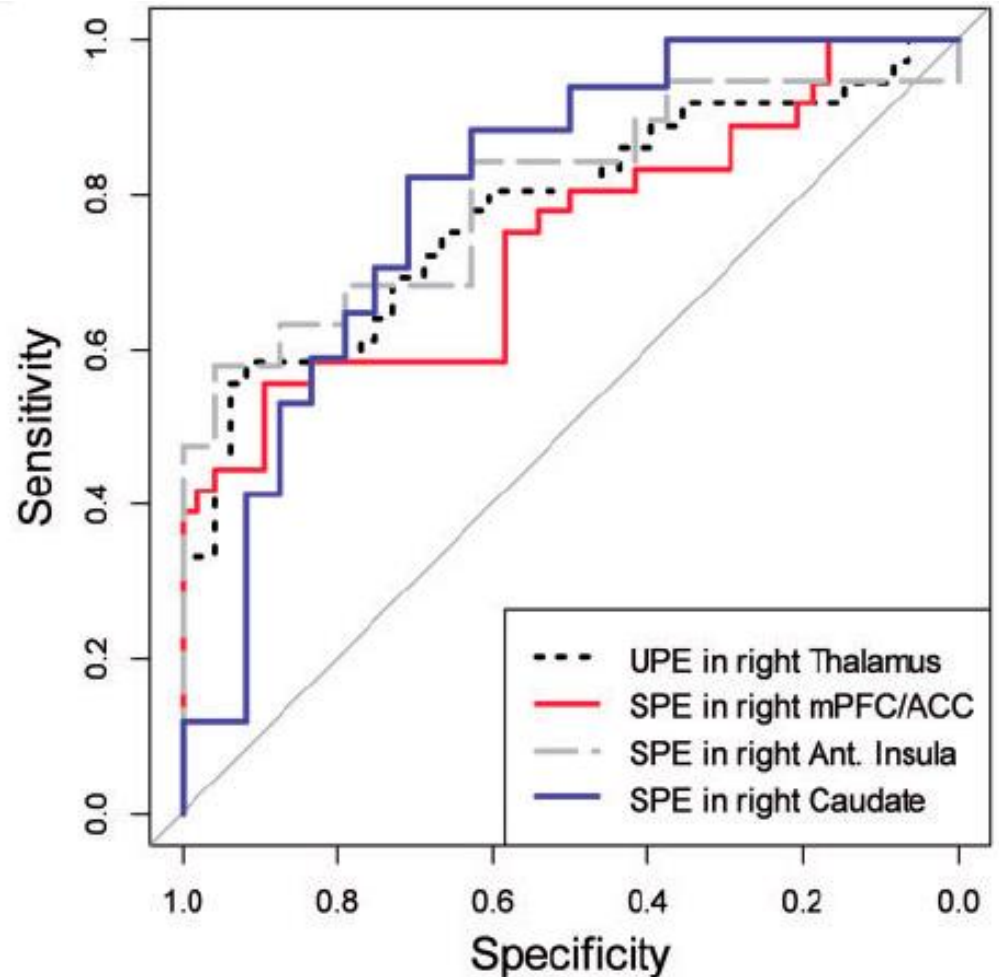 Sensitivity
1.0
0.8
0.6
0.4
0.2
0.0
UPE in right Thalamus
SPE in right mPFC/ACC
SPE in right Ant. Insula
SPE in right Caudate
1.0 0.8 0.6 0.4 0.2 0.0
Specificity